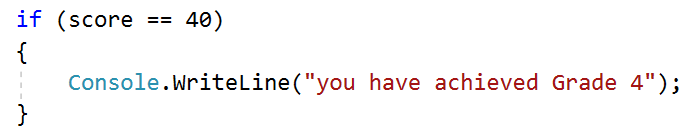 if (score == 40)
{
Console.WriteLine("you have achieved Grade 4");
}